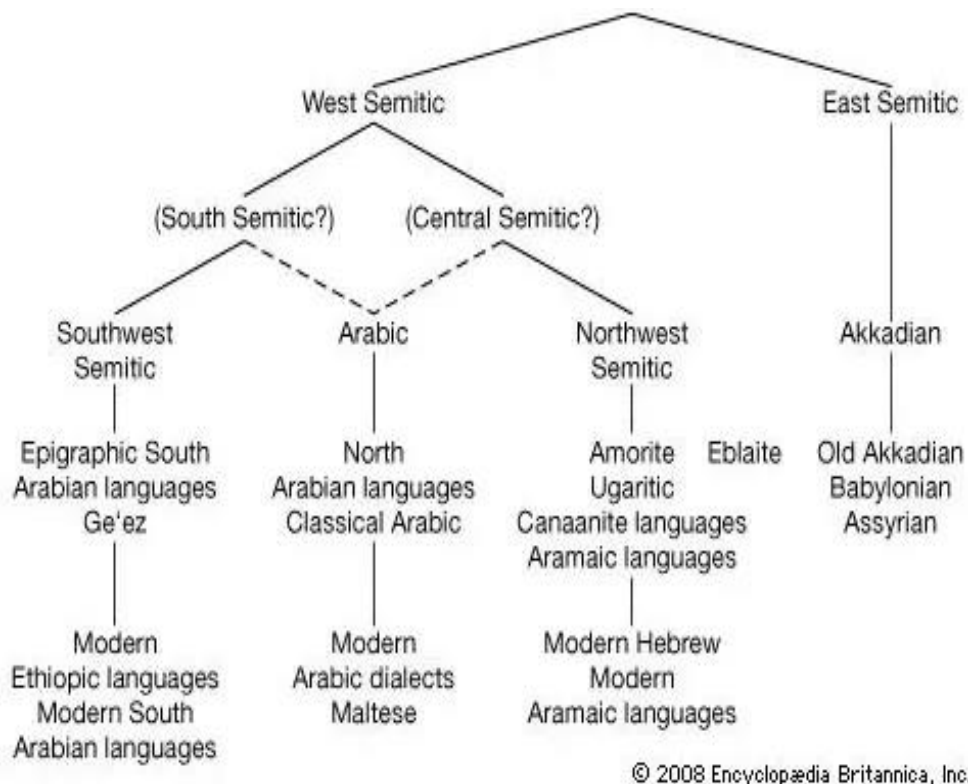 West Semitic
East Semitic
(South Semitic?)
(Central Semitic?)
Southwest
Semitic
Arabic
Northwest
Semitic
Akkadian
Epigraphic South
Arabian languages
Ge‘ez
North
Arabian languages
Classical Arabic
Amorite
Ugaritic
Canaanite languages
Aramaic languages
Eblaite
Old Akkadian
Babylonian
Assyrian
Modern
Ethiopic languages
Modern South
Arabian languages
Modern
Arabic dialects
Maltese
Modern Hebrew
Modern
Aramaic languages
© 2008 Encyclopædia Britannica, Inc